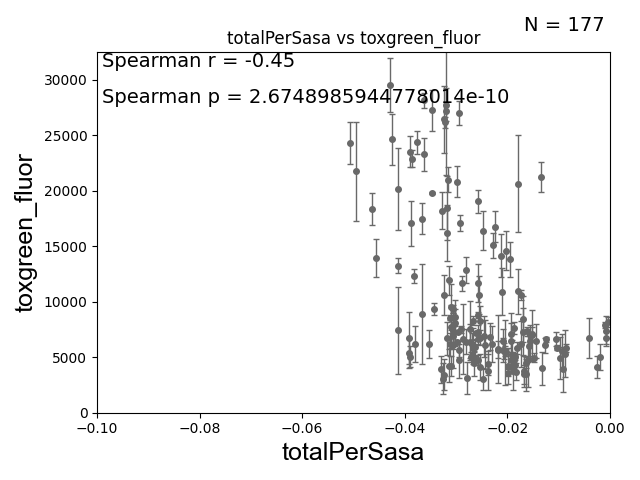 N = 177
totalPerSasa vs toxgreen_fluor
Spearman r = -0.45
Spearman p = 2.6748985944778014e-10
toxgreen_fluor
30000
25000
20000
15000
10000
5000
0
−0.10
−0.08
−0.06
−0.04
−0.02
0.00
totalPerSasa